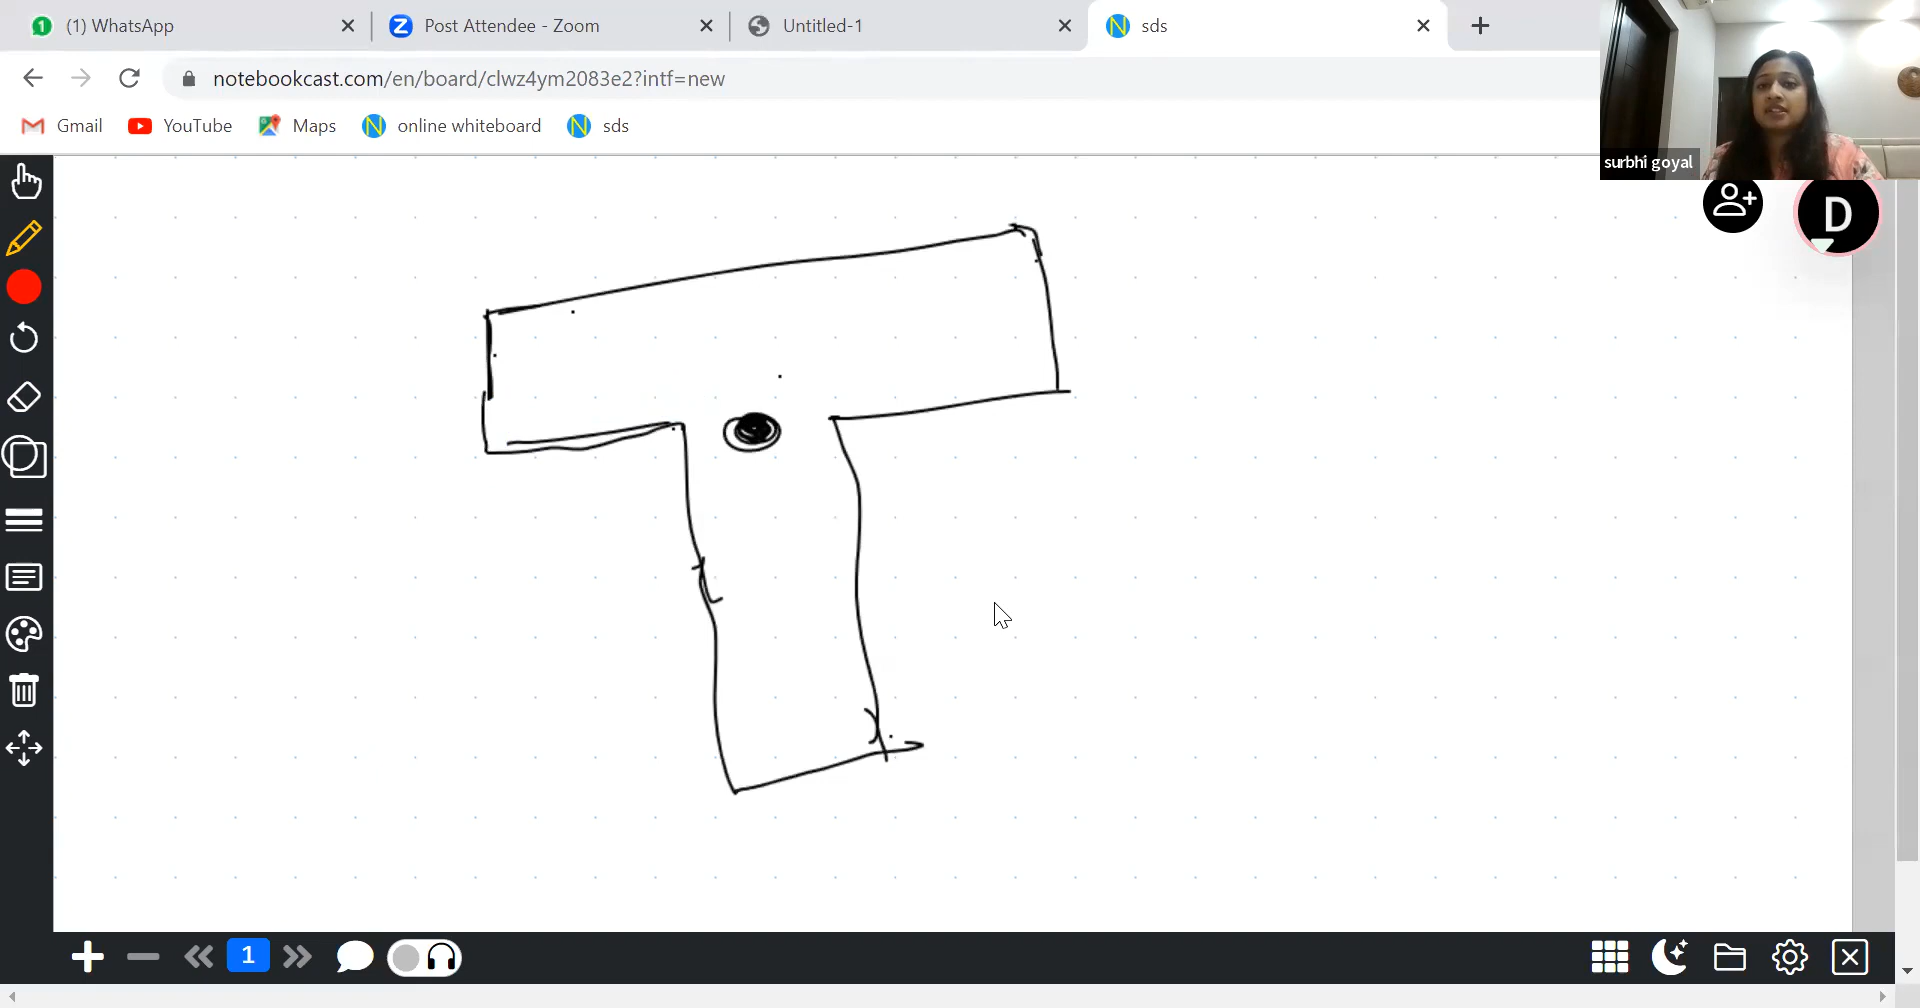 (1) WhatsApp
Post Attendee - Zoom
Untitled-1
sds
notebookcast.com/en/board/clwz4ym2083e2?intf=new
Gmail
YouTube
Maps
online whiteboard
sds
surbhi goyal
D
1